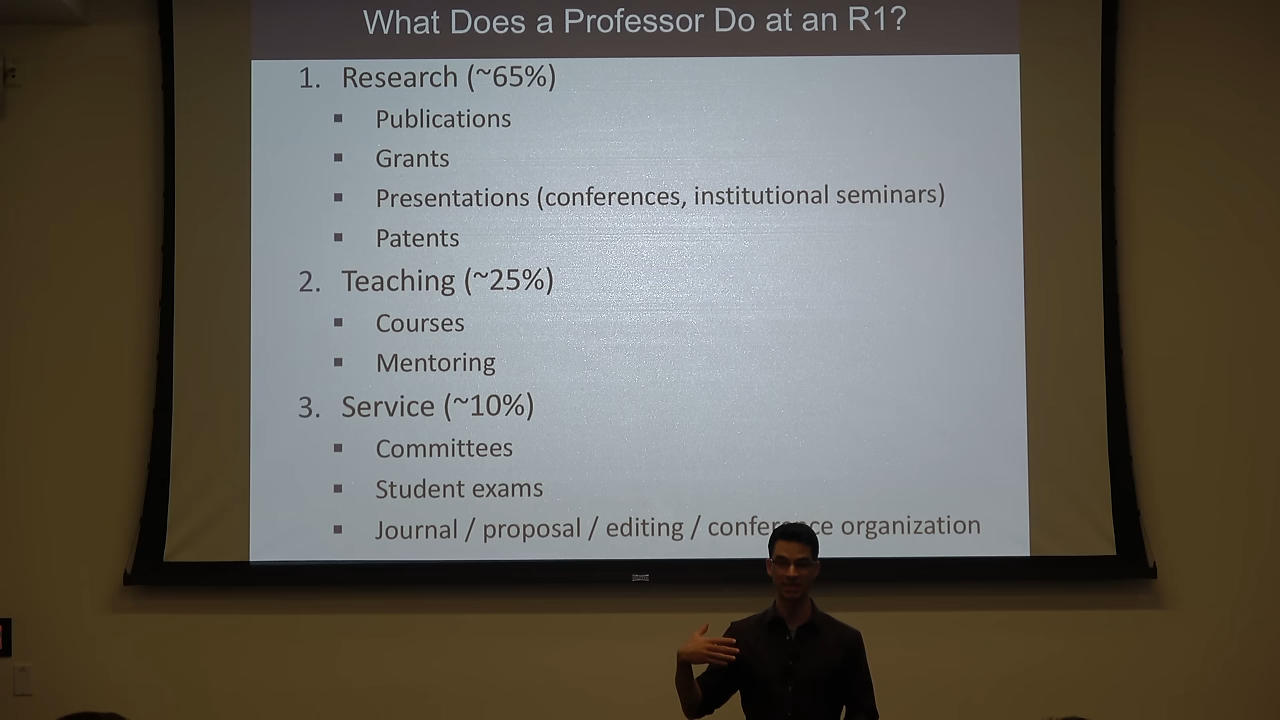 What Does a Professor Do at an R1?
1. Research (~65%)
▪ Publications
▪ Grants
▪ Presentations (conferences, institutional seminars)
▪ Patents
2. Teaching (~25%)
▪ Courses
▪ Mentoring
3. Service (~10%)
▪ Committees
▪ Student exams
▪ Journal / proposal / editing / conference organization